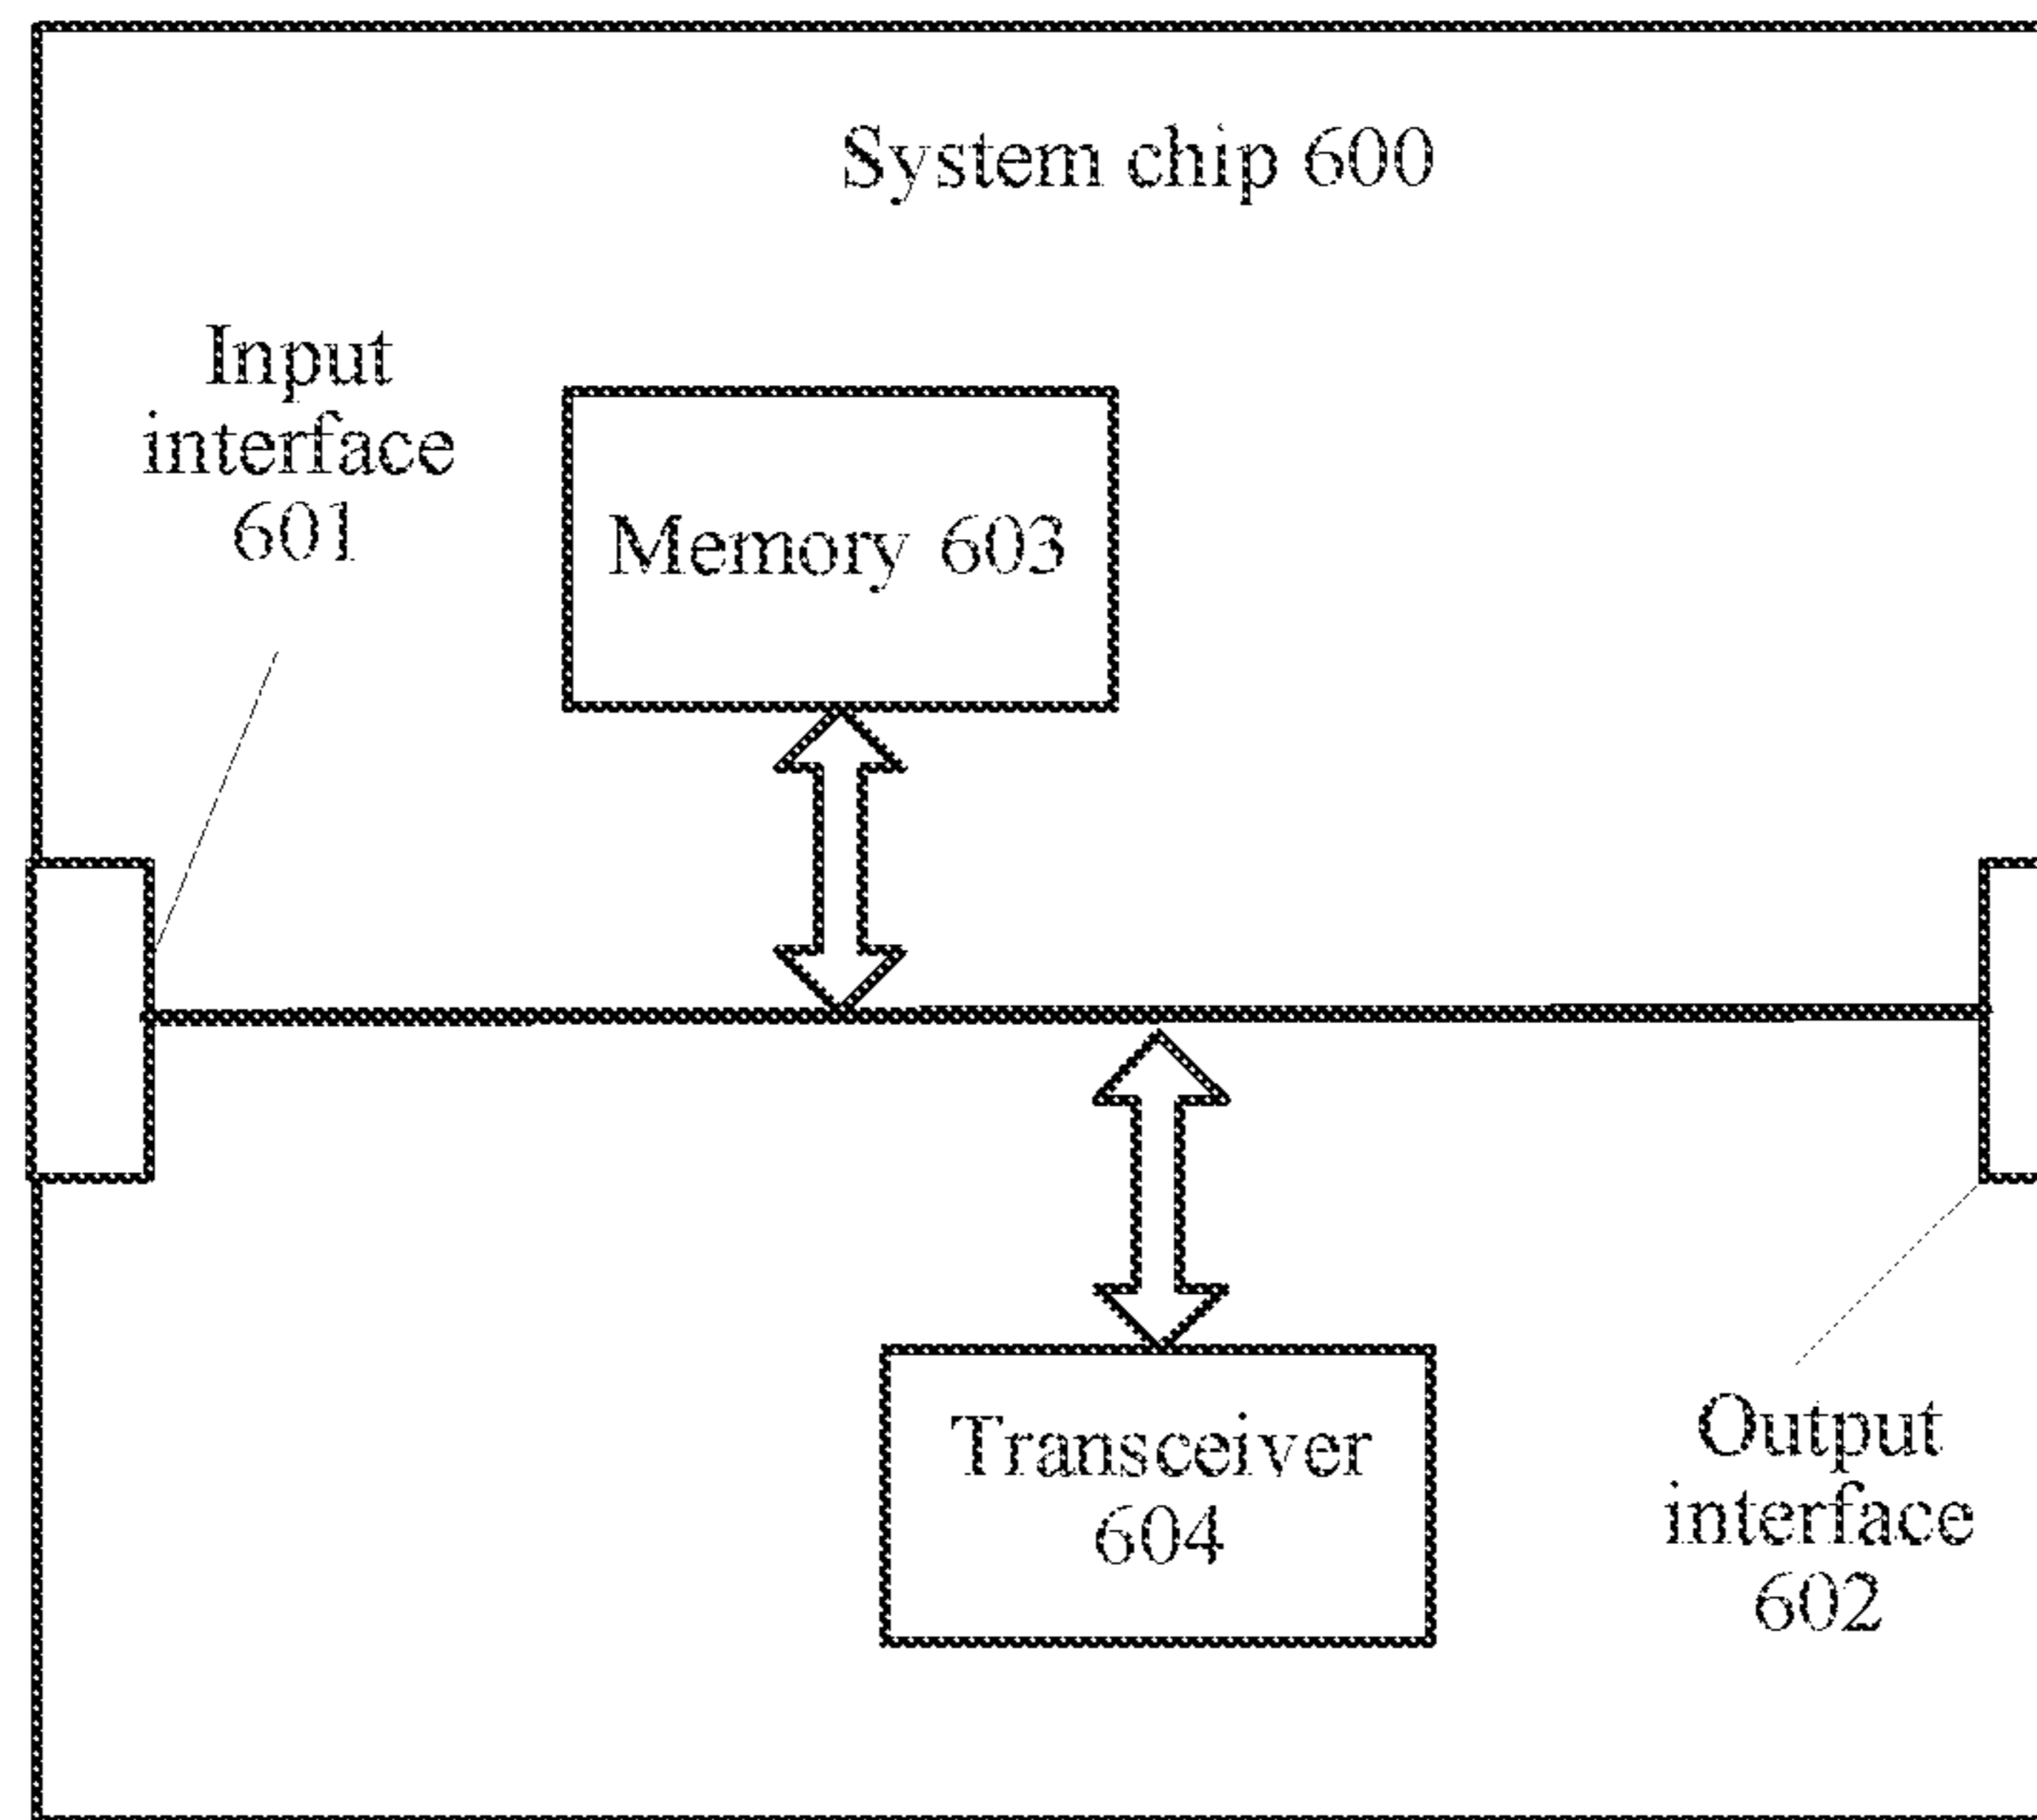 System chip 600
Input
interface
601
Memory 603
Transceiver
604
Output
interface
602